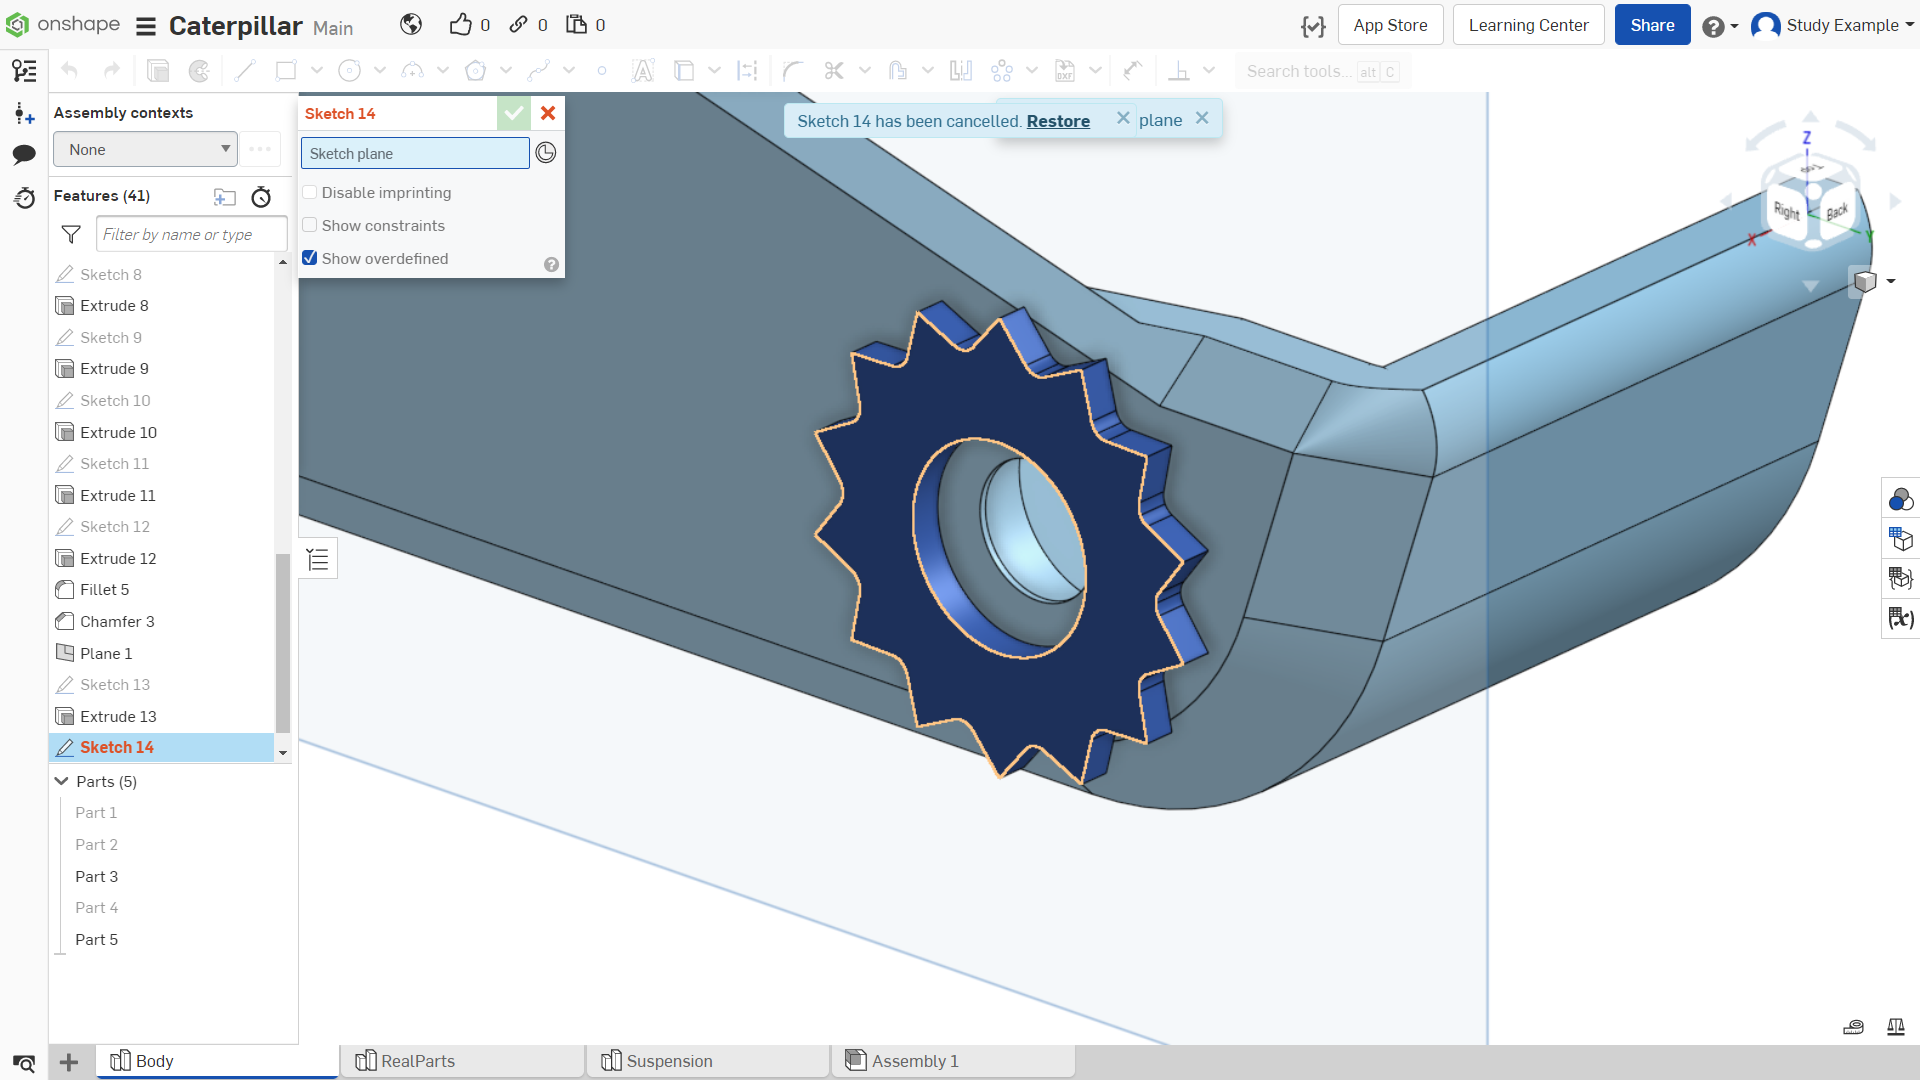 onshape
Caterpillar Main
0
0
0
App Store
Learning Center
Share
Study Example
Search tools... alt C
Assembly contexts
None
Features (41)
Filter by name or type
Sketch 8
Extrude 8
Sketch 9
Extrude 9
Sketch 10
Extrude 10
Sketch 11
Extrude 11
Sketch 12
Extrude 12
Fillet 5
Chamfer 3
Plane 1
Sketch 13
Extrude 13
Sketch 14
Parts (5)
Part 1
Part 2
Part 3
Part 4
Part 5
Sketch 14
Sketch plane
Disable imprinting
Show constraints
Show overdefined
Sketch 14 has been cancelled. Restore
plane
Z
Top
Right
Back
X
Y
Body
RealParts
Suspension
Assembly 1